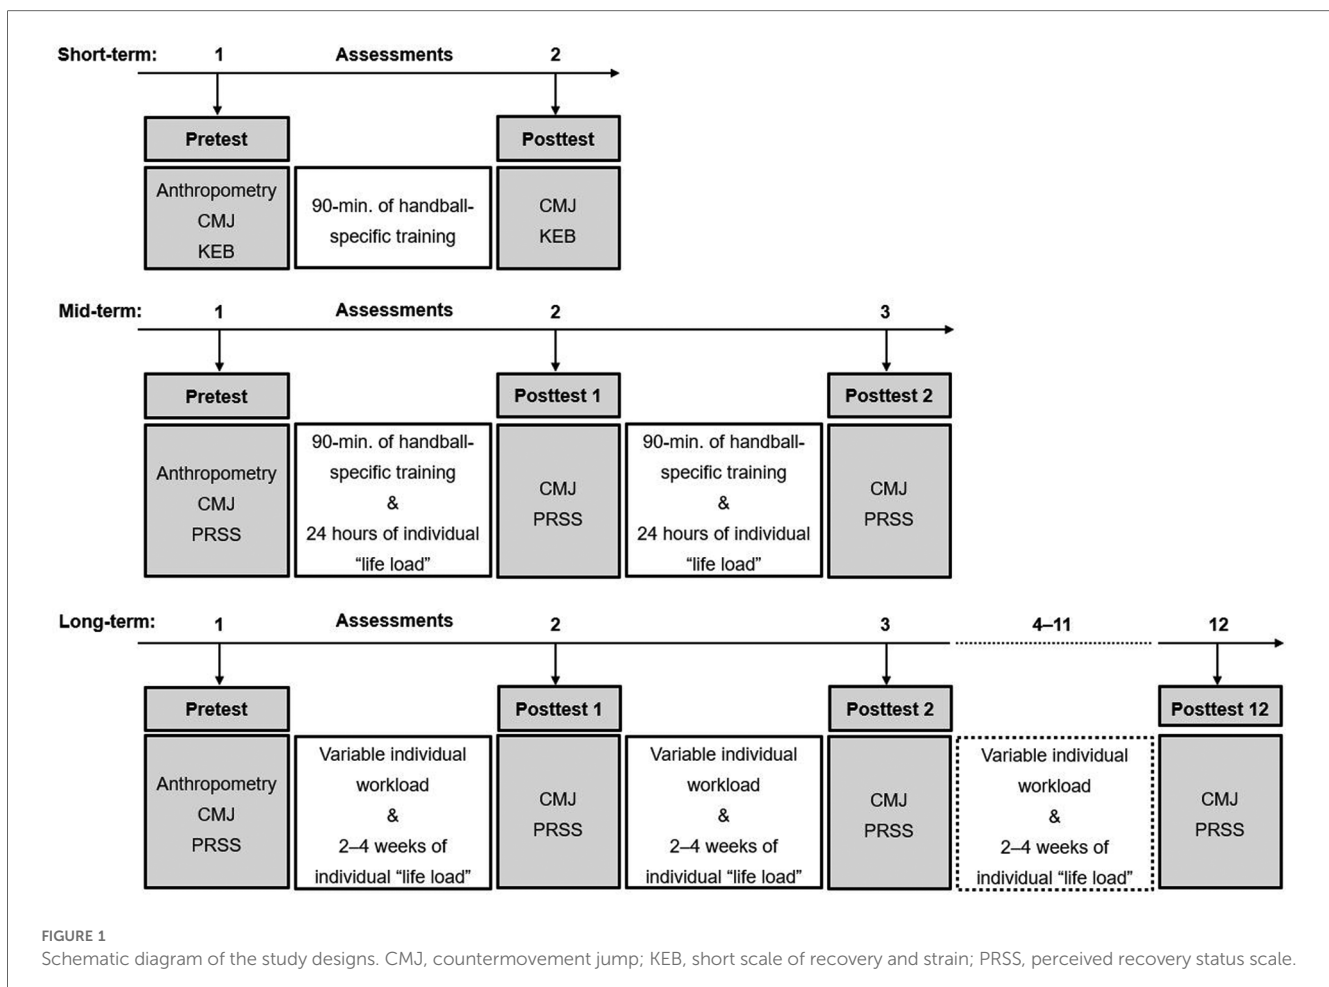 Short-term: 1 Assessments 2
Pretest Posttest
Anthropometry
CMJ
KEB
90-min. of handball-
specific training
CMJ
KEB
Mid-term: 1 Assessments 2 3
Pretest Posttest 1 Posttest 2
Anthropometry
CMJ
PRSS
90-min. of handball-
specific training
&
24 hours of individual
“life load”
CMJ
PRSS
90-min. of handball-
specific training
&
24 hours of individual
“life load”
CMJ
PRSS
Long-term: 1 Assessments 2 3 4–11 12
Pretest Posttest 1 Posttest 2 Posttest 12
Anthropometry
CMJ
PRSS
Variable individual
workload
&
2–4 weeks of
individual “life load”
CMJ
PRSS
Variable individual
workload
&
2–4 weeks of
individual “life load”
CMJ
PRSS
Variable individual
workload
&
2–4 weeks of
individual “life load”
CMJ
PRSS
FIGURE 1
Schematic diagram of the study designs. CMJ, countermovement jump; KEB, short scale of recovery and strain; PRSS, perceived recovery status scale.